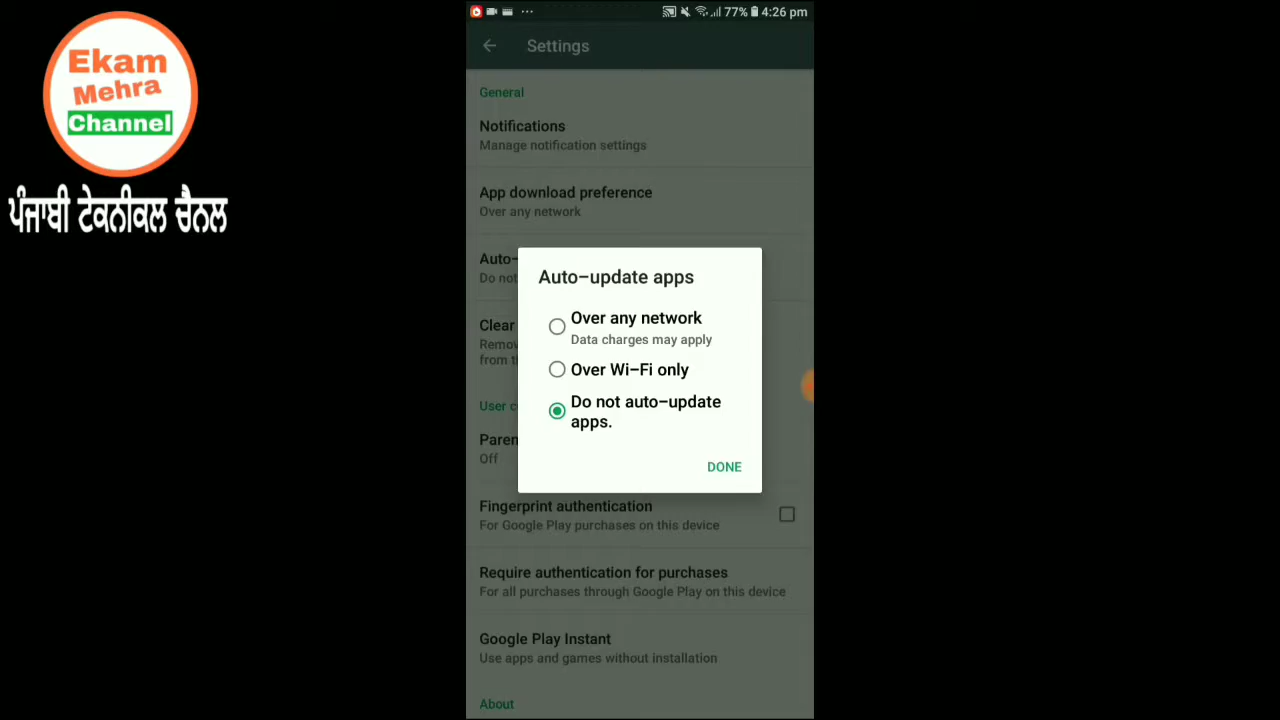 Ekam
Mehra
Channel
ਪੰਜਾਬੀ ਟੇਕਨੀਕਲ ਚੈਨਲ
77% 4:26 pm
Settings
General
Notifications
Manage notification settings
App download preference
Over any network
Auto-
Do not
Clear
Remov
from th
User c
Paren
Off
Auto-update apps
Over any network
Data charges may apply
Over Wi-Fi only
Do not auto-update
apps.
DONE
Fingerprint authentication
For Google Play purchases on this device
Require authentication for purchases
For all purchases through Google Play on this device
Google Play Instant
Use apps and games without installation
About